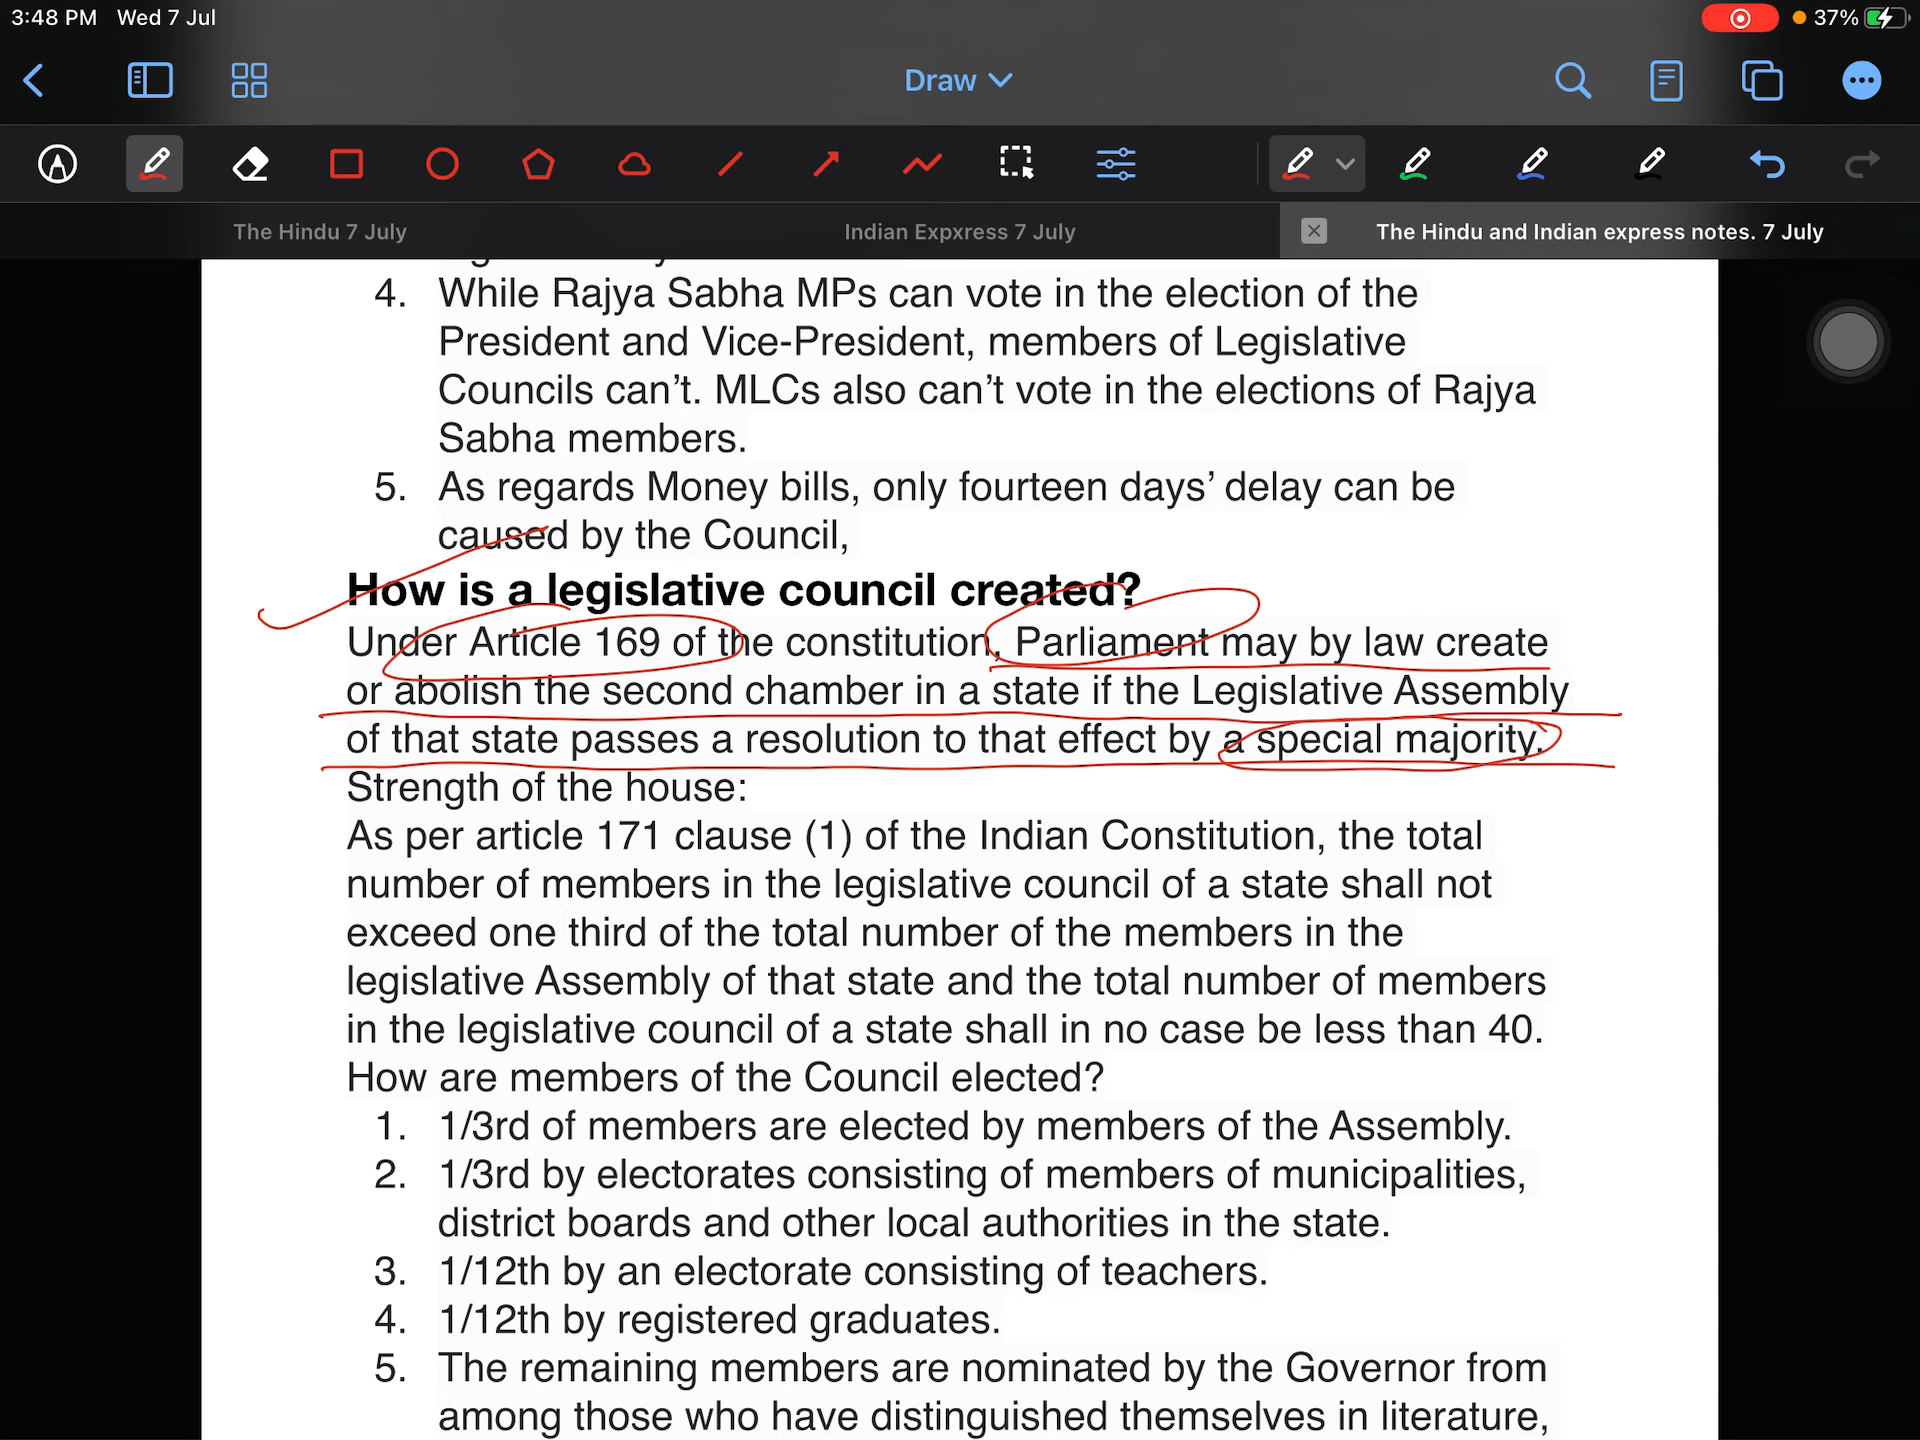 3:48 PM Wed 7 Jul
37%
Draw
The Hindu 7 July
Indian Expxress 7 July
The Hindu and Indian express notes. 7 July
4. While Rajya Sabha MPs can vote in the election of the
President and Vice-President, members of Legislative
Councils can’t. MLCs also can’t vote in the elections of Rajya
Sabha members.
5. As regards Money bills, only fourteen days’ delay can be
caused by the Council,
How is a legislative council created?
Under Article 169 of the constitution, Parliament may by law create
or abolish the second chamber in a state if the Legislative Assembly
of that state passes a resolution to that effect by a special majority.
Strength of the house:
As per article 171 clause (1) of the Indian Constitution, the total
number of members in the legislative council of a state shall not
exceed one third of the total number of the members in the
legislative Assembly of that state and the total number of members
in the legislative council of a state shall in no case be less than 40.
How are members of the Council elected?
1. 1/3rd of members are elected by members of the Assembly.
2. 1/3rd by electorates consisting of members of municipalities,
district boards and other local authorities in the state.
3. 1/12th by an electorate consisting of teachers.
4. 1/12th by registered graduates.
5. The remaining members are nominated by the Governor from
among those who have distinguished themselves in literature,